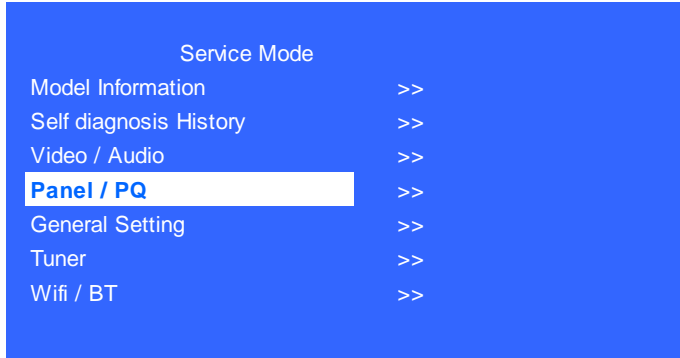 Service Mode
Model Information >>
Self diagnosis History >>
Video / Audio >>
Panel / PQ >>
General Setting >>
Tuner >>
Wifi / BT >>